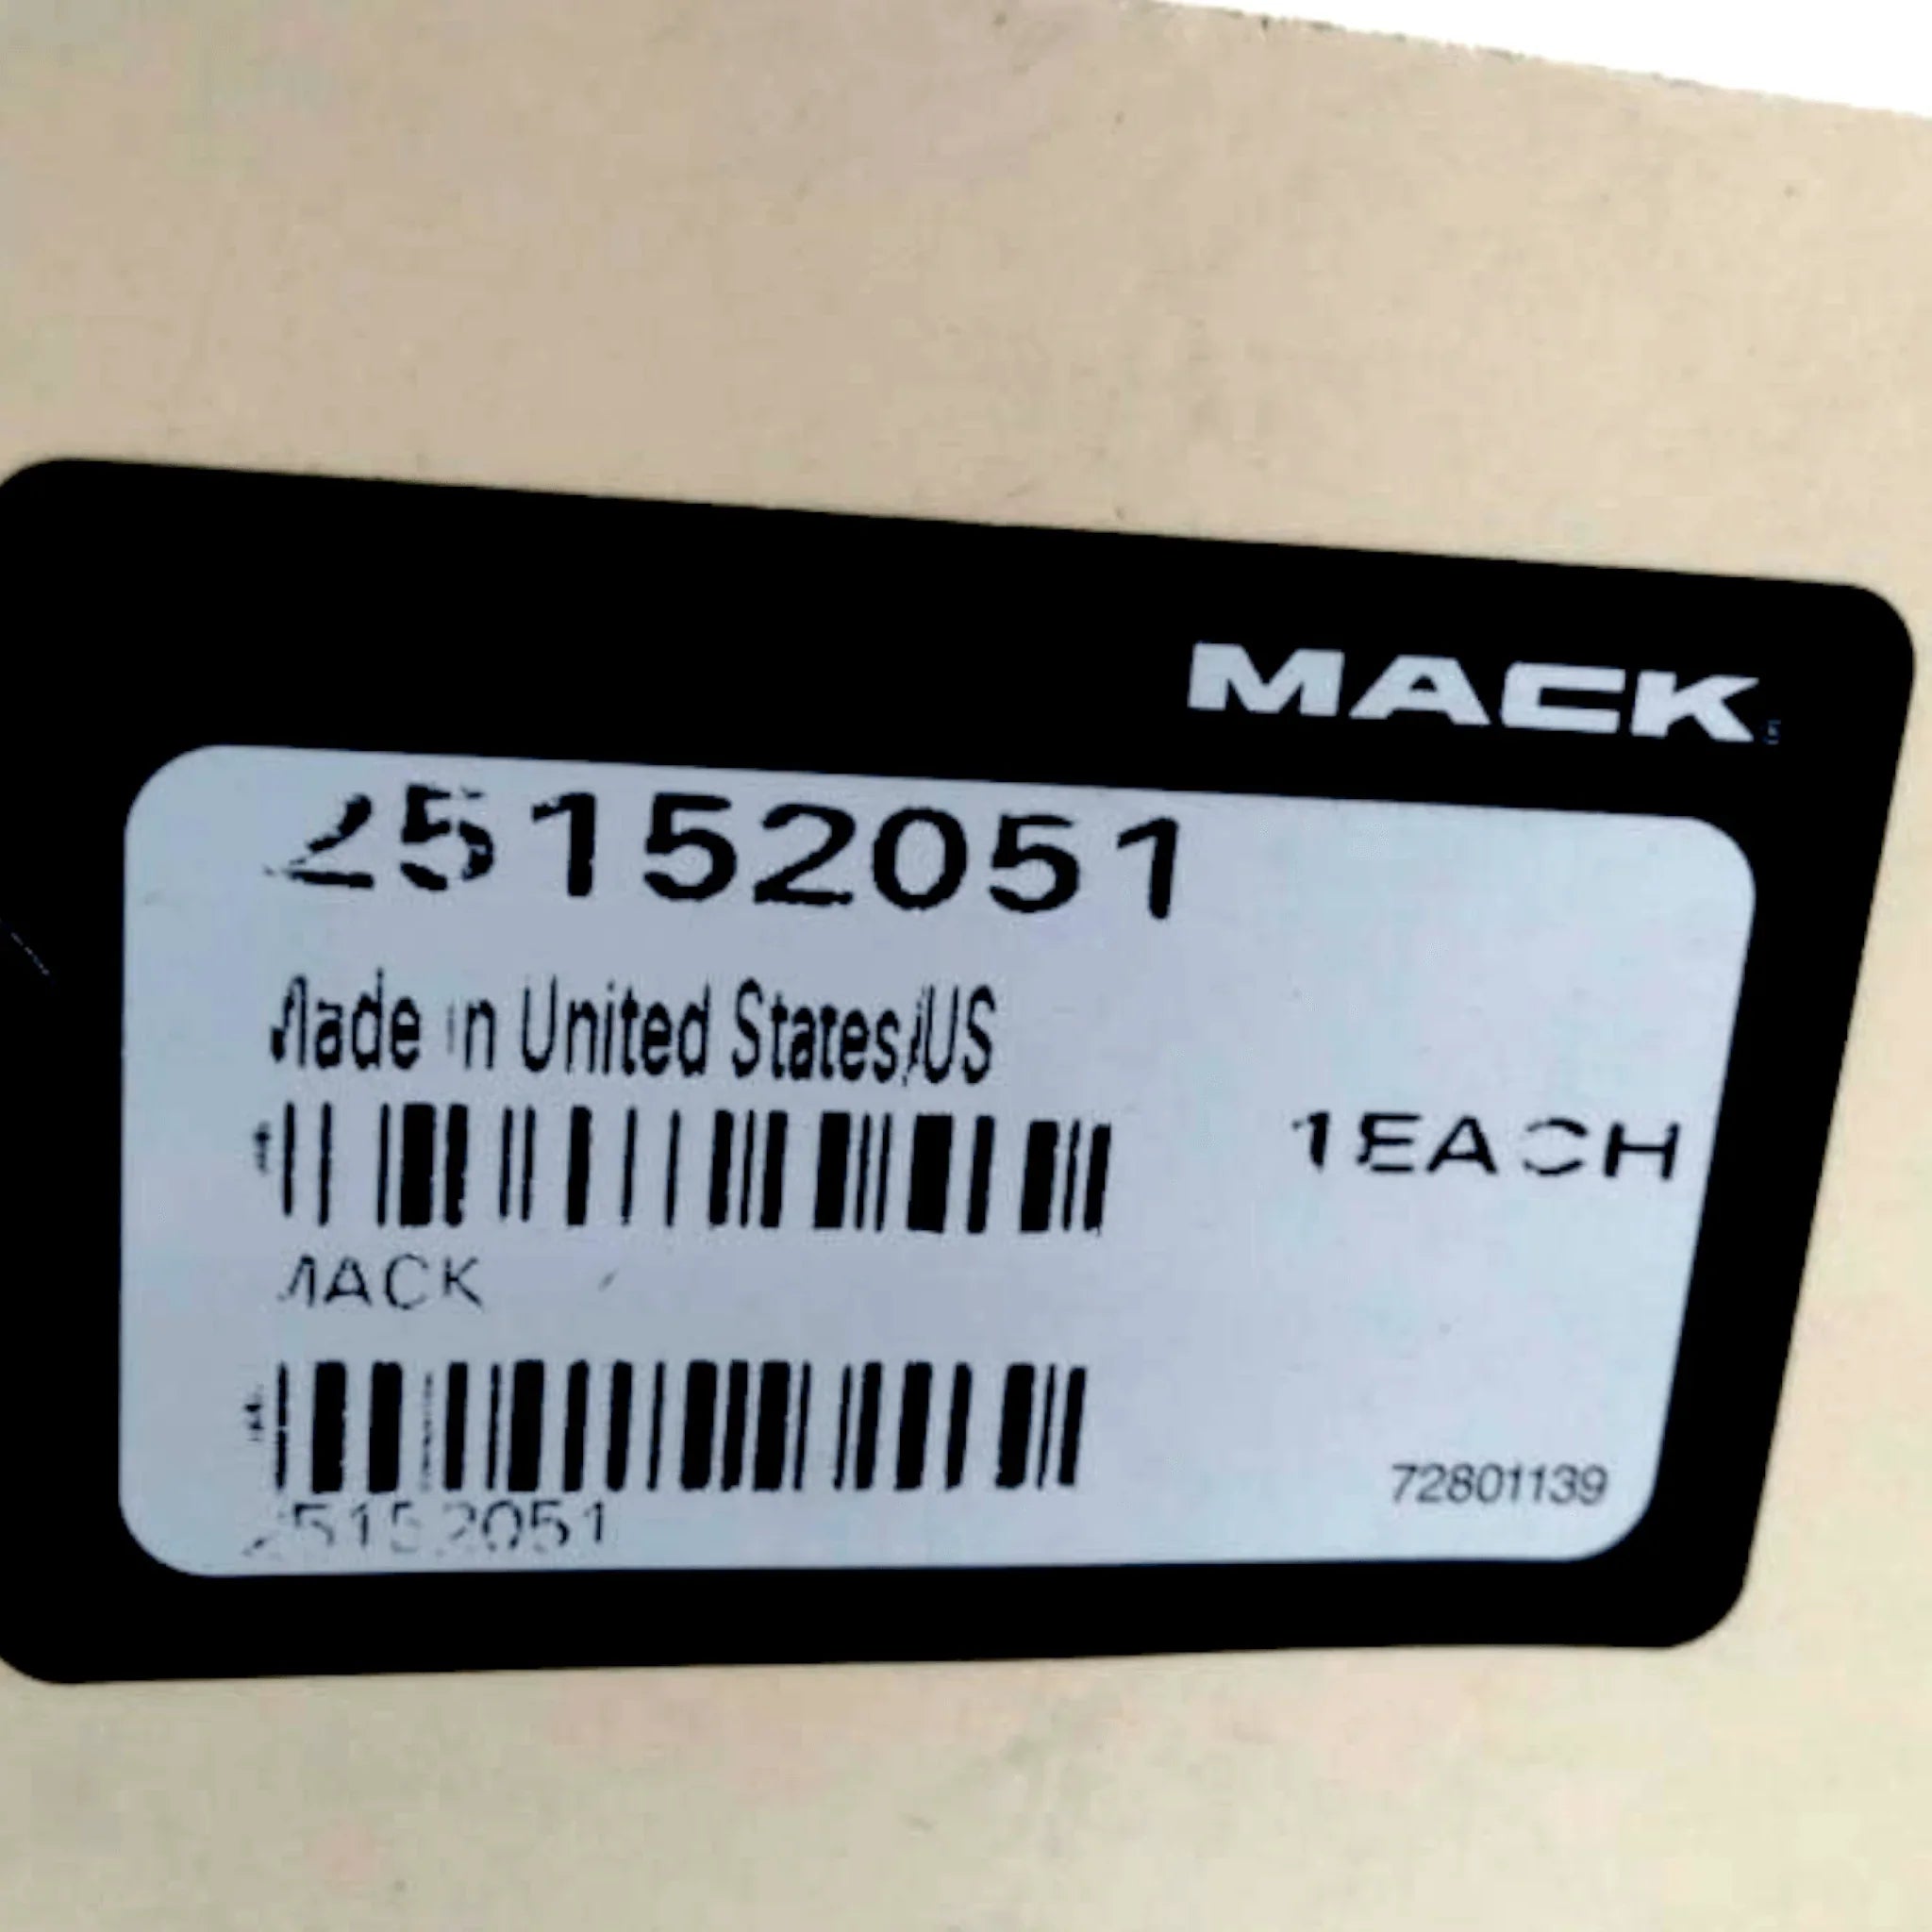 MACK
25152051
Made in United States/US
1EACH
MACK
25152051
72801139